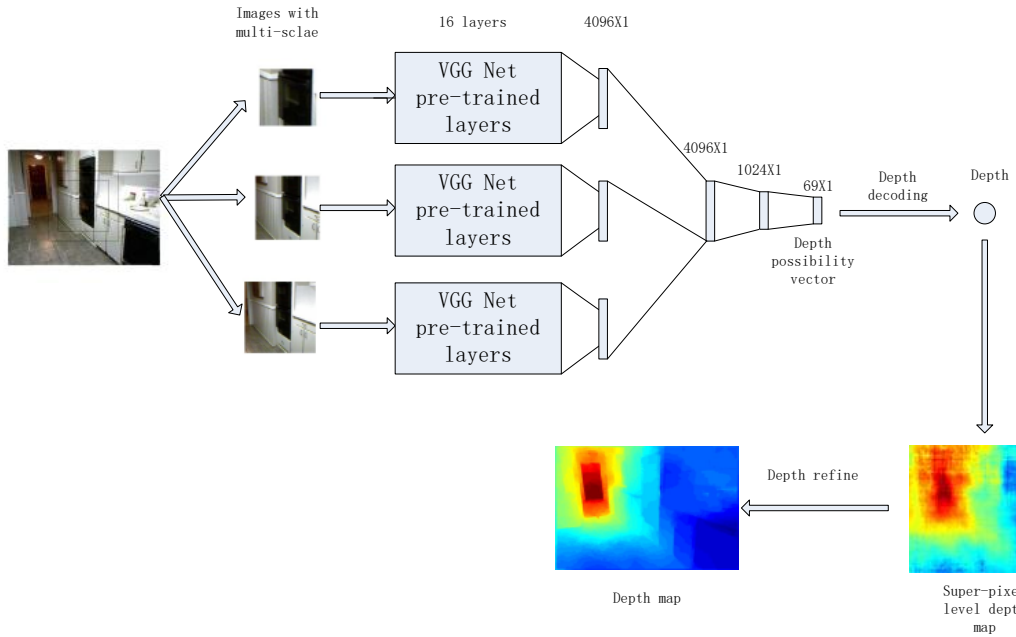 Images with
multi-sclae
16 layers
4096X1
VGG Net
pre-trained
layers
VGG Net
pre-trained
layers
VGG Net
pre-trained
layers
4096X1
1024X1
69X1
Depth
possibility
vector
Depth
decoding
Depth
Depth refine
Depth map
Super-pixe
level dept
map